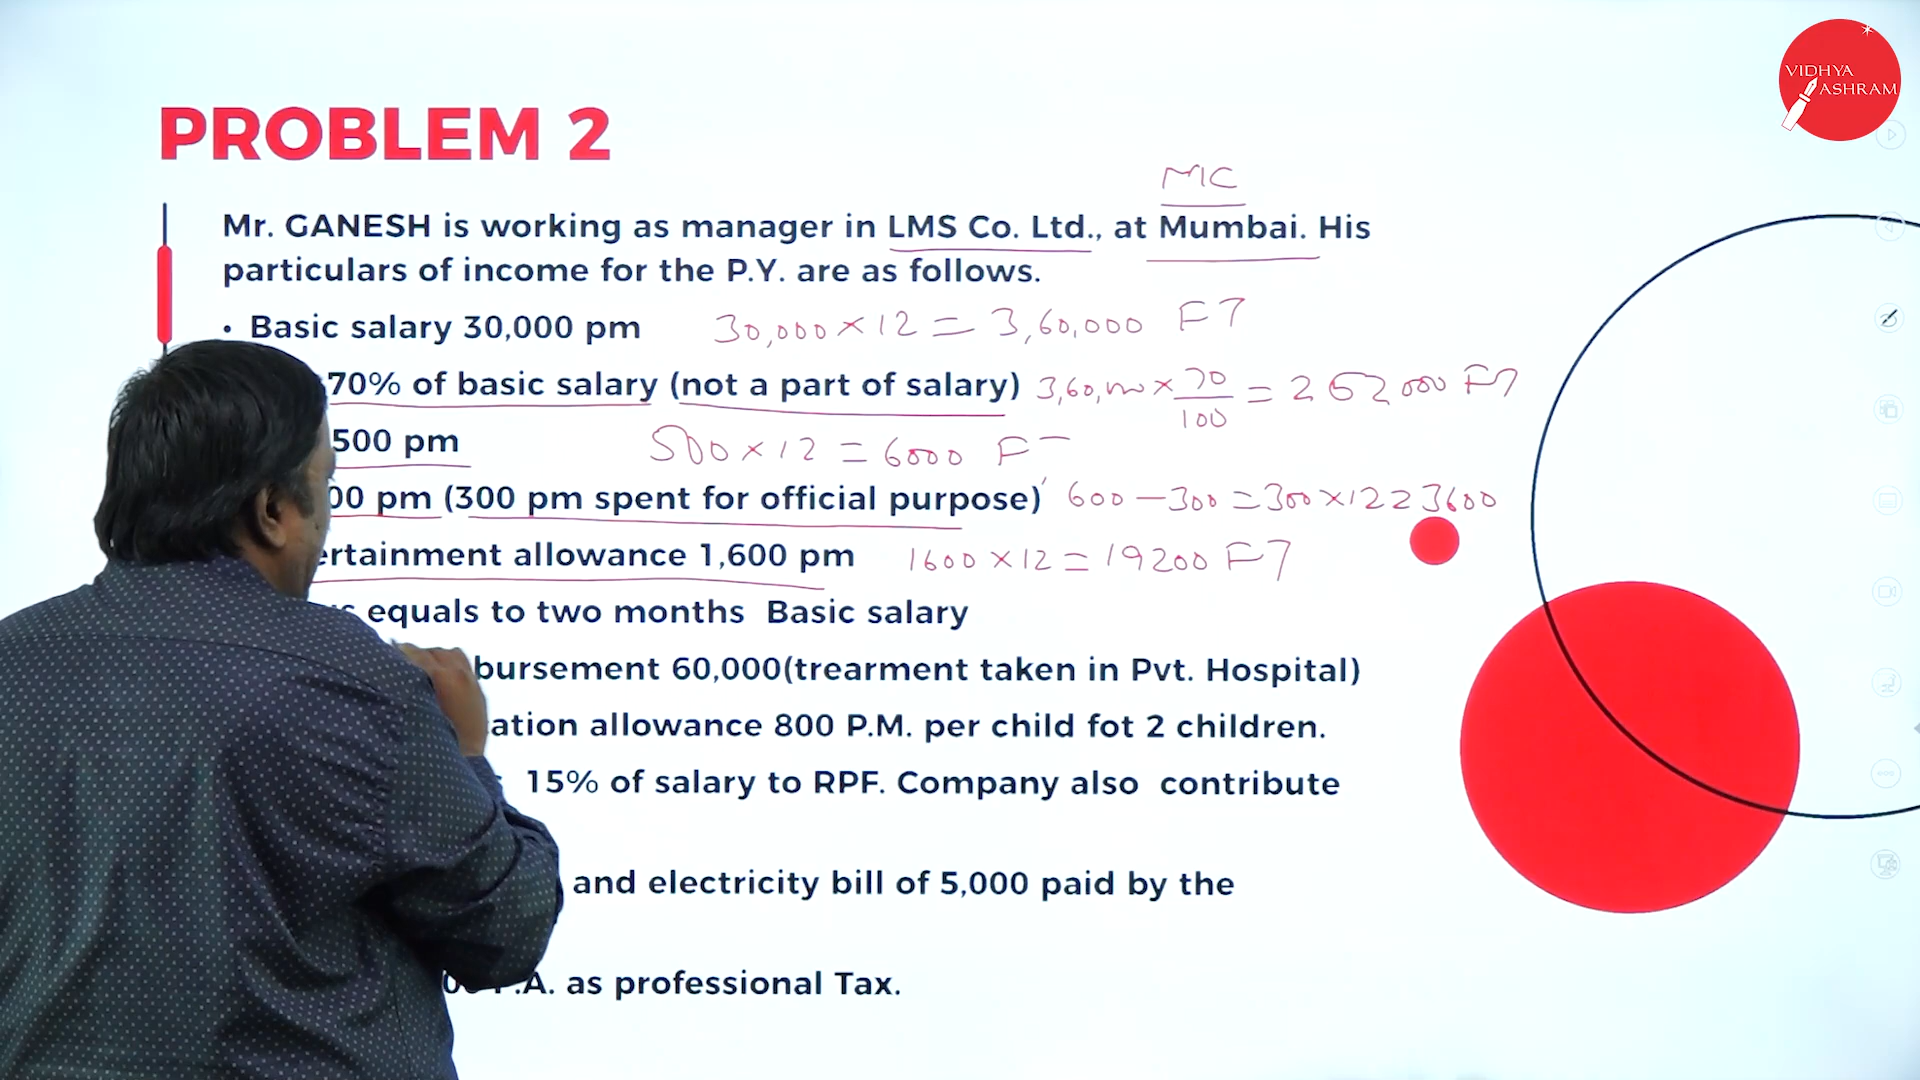 VIDHYA
ASHRAM
PROBLEM 2
MC
Mr. GANESH is working as manager in LMS Co. Ltd., at Mumbai. His
particulars of income for the P.Y. are as follows.
• Basic salary 30,000 pm 30,000 × 12 = 3,60,000 FT
70% of basic salary (not a part of salary) 3,60,000 × 70/100 = 252000 FT
500 pm 500 × 12 = 6000 F
00 pm (300 pm spent for official purpose) 600 — 300 = 300 × 12 = 3600
ertainment allowance 1,600 pm 1600 × 12 = 19200 FT
equals to two months Basic salary
bursement 60,000(trearment taken in Pvt. Hospital)
ation allowance 800 P.M. per child fot 2 children.
15% of salary to RPF. Company also contribute
and electricity bill of 5,000 paid by the
P.A. as professional Tax.